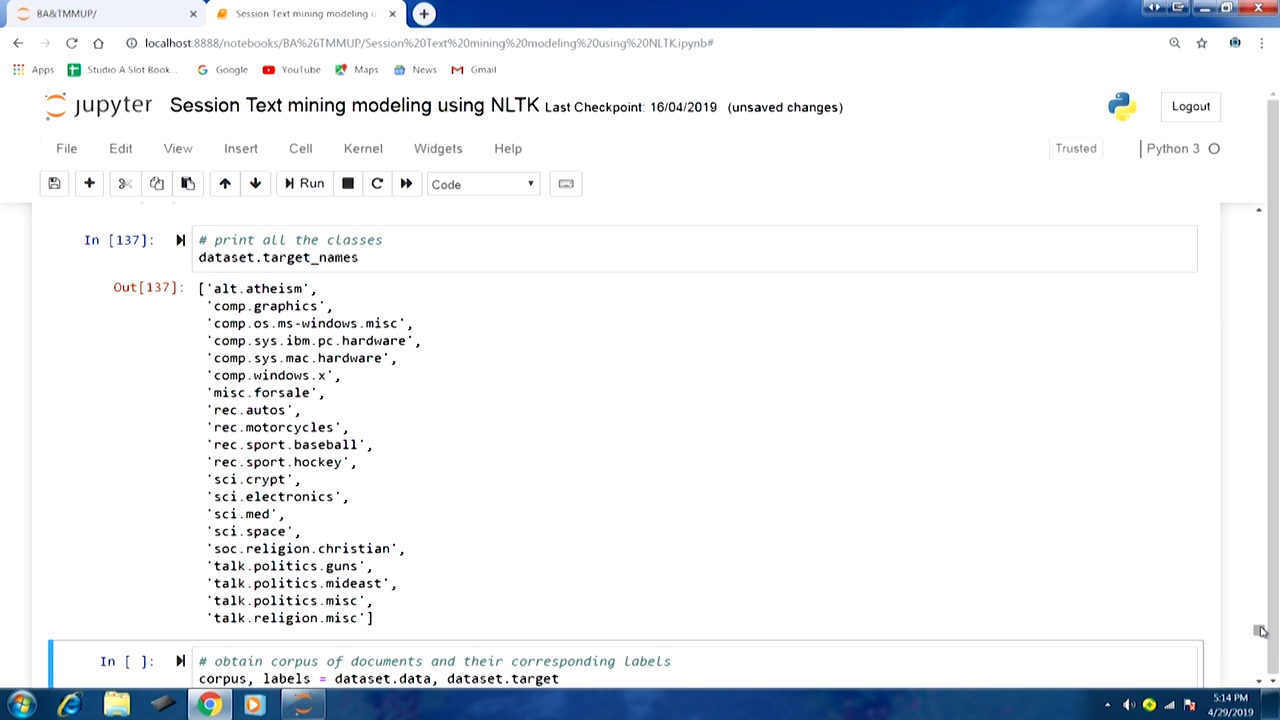 BA&TMMUP/
Session Text mining modeling u
localhost:8888/notebooks/BA%26TMMUP/Session%20Text%20mining%20modeling%20using%20NLTK.ipynb#
Apps Studio A Slot Book... Google YouTube Maps News Gmail
jupyter Session Text mining modeling using NLTK Last Checkpoint: 16/04/2019 (unsaved changes) Logout
File Edit View Insert Cell Kernel Widgets Help Trusted Python 3
Run Code
In [137]: # print all the classes
dataset.target_names
Out[137]: ['alt.atheism',
'comp.graphics',
'comp.os.ms-windows.misc',
'comp.sys.ibm.pc.hardware',
'comp.sys.mac.hardware',
'comp.windows.x',
'misc.forsale',
'rec.autos',
'rec.motorcycles',
'rec.sport.baseball',
'rec.sport.hockey',
'sci.crypt',
'sci.electronics',
'sci.med',
'sci.space',
'soc.religion.christian',
'talk.politics.guns',
'talk.politics.mideast',
'talk.politics.misc',
'talk.religion.misc']
In [ ]: # obtain corpus of documents and their corresponding labels
corpus, labels = dataset.data, dataset.target
5:14 PM
4/29/2019